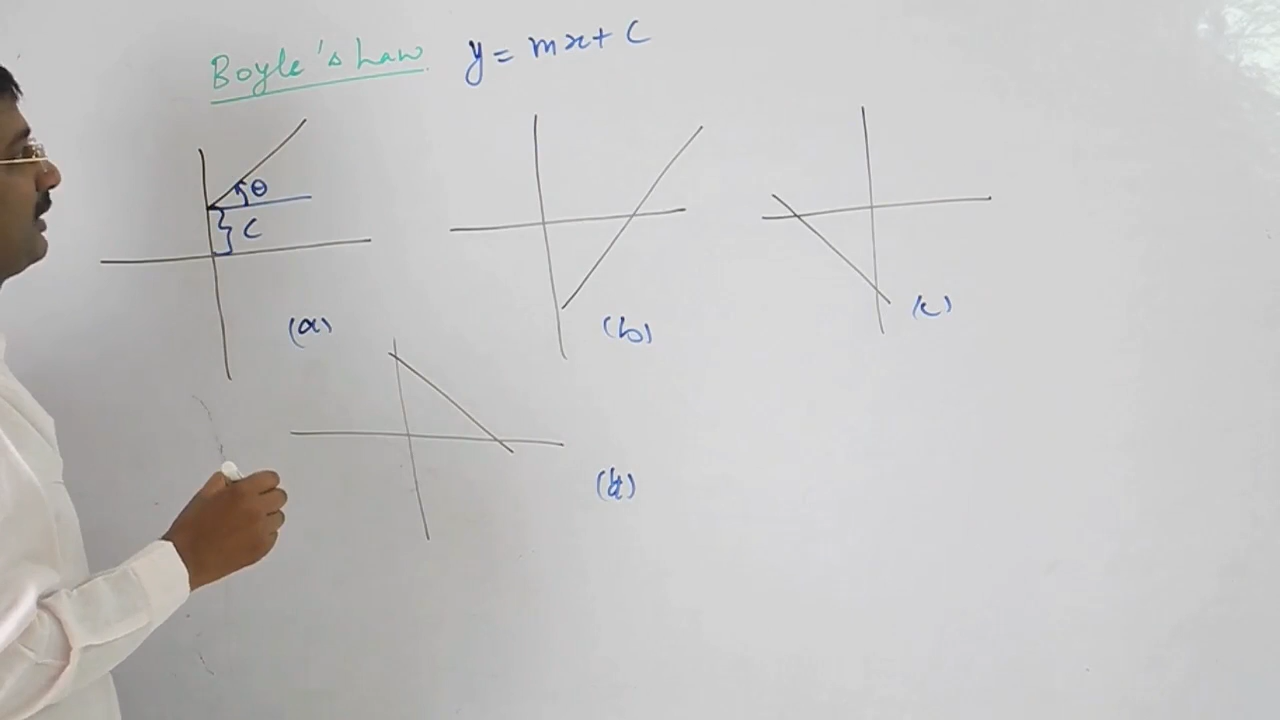 Boyle's Law y = mx + c
θ
C
(a)
(b)
(c)
(d)